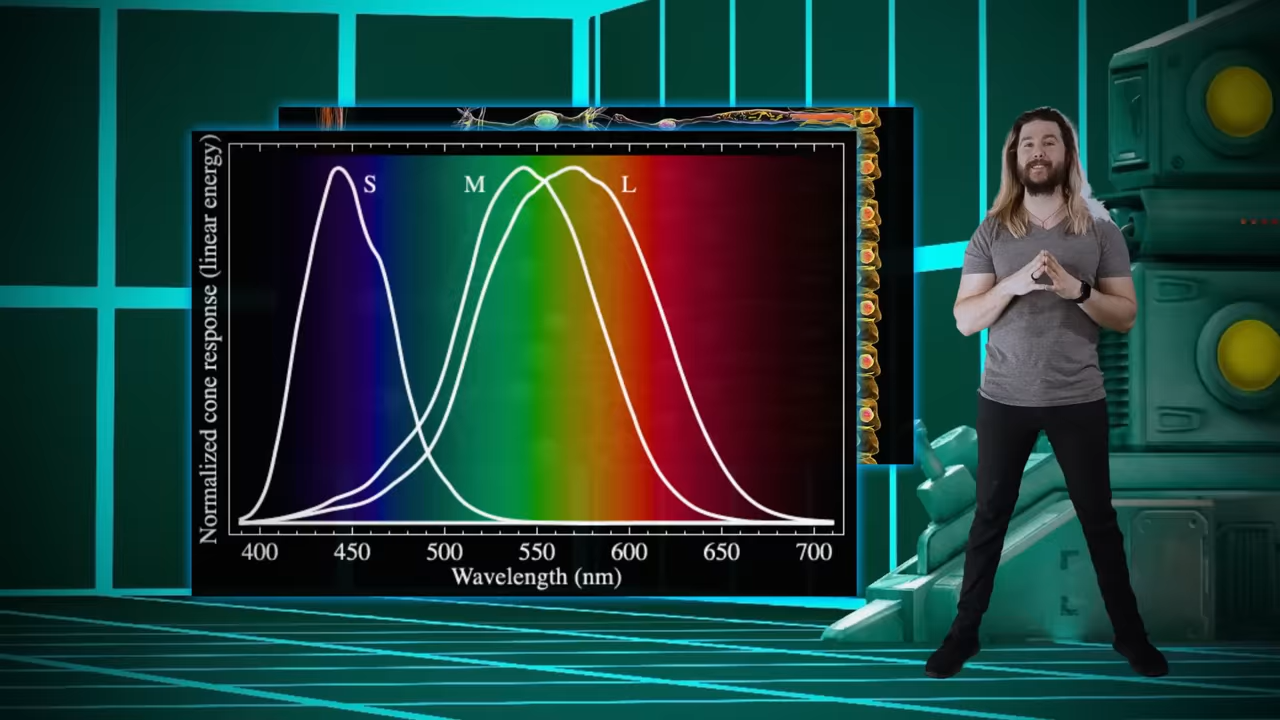 Normalized cone response (linear energy)
S
M
L
400
450
500
550
600
650
700
Wavelength (nm)